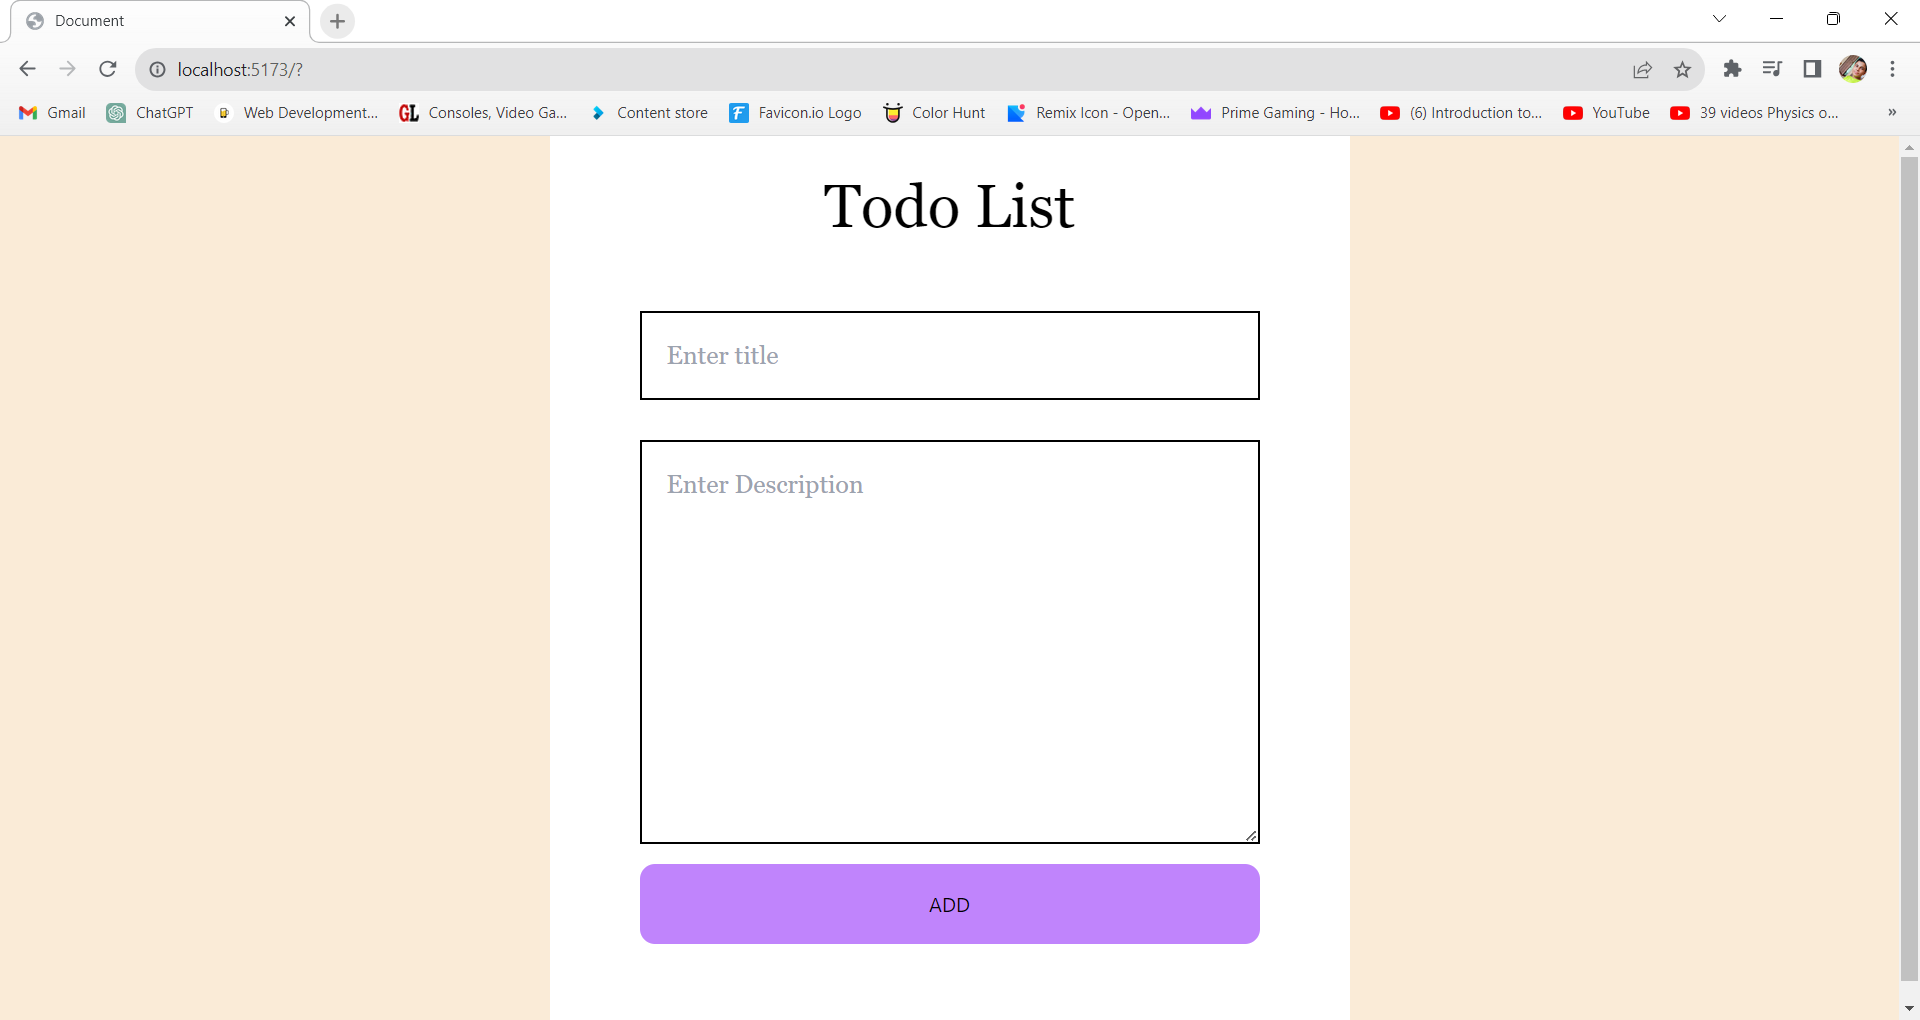 Document
localhost:5173/?
Gmail ChatGPT Web Development... GL Consoles, Video Ga... Content store F Favicon.io Logo Color Hunt Remix Icon - Open... Prime Gaming - Ho... (6) Introduction to... YouTube 39 videos Physics o... »
Todo List
Enter title
Enter Description
ADD